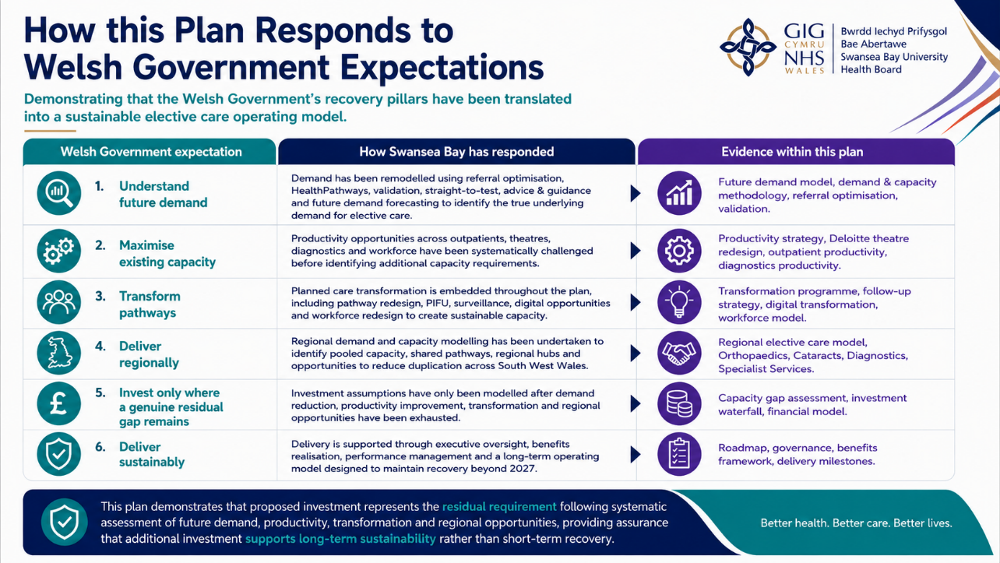 How this Plan Responds to
Welsh Government Expectations
Demonstrating that the Welsh Government's recovery pillars have been translated
into a sustainable elective care operating model.
GIG
CYMRU
NHS
WALES
Bwrdd Iechyd Prifysgol
Bae Abertawe
Swansea Bay University
Health Board
Welsh Government expectation
How Swansea Bay has responded
Evidence within this plan
1. Understand
future demand
Demand has been remodelled using referral optimisation,
HealthPathways, validation, straight-to-test, advice & guidance
and future demand forecasting to identify the true underlying
demand for elective care.
Future demand model, demand & capacity
methodology, referral optimisation,
validation.
2. Maximise
existing capacity
Productivity opportunities across outpatients, theatres,
diagnostics and workforce have been systematically challenged
before identifying additional capacity requirements.
Productivity strategy, Deloitte theatre
redesign, outpatient productivity,
diagnostics productivity.
3. Transform
pathways
Planned care transformation is embedded throughout the plan,
including pathway redesign, PIFU, surveillance, digital opportunities
and workforce redesign to create sustainable capacity.
Transformation programme, follow-up
strategy, digital transformation,
workforce model.
4. Deliver
regionally
Regional demand and capacity modelling has been undertaken to
identify pooled capacity, shared pathways, regional hubs and
opportunities to reduce duplication across South West Wales.
Regional elective care model,
Orthopaedics, Cataracts, Diagnostics,
Specialist Services.
£
5. Invest only where
a genuine residual
gap remains
Investment assumptions have only been modelled after demand
reduction, productivity improvement, transformation and regional
opportunities have been exhausted.
Capacity gap assessment, investment
waterfall, financial model.
6. Deliver
sustainably
Delivery is supported through executive oversight, benefits
realisation, performance management and a long-term operating
model designed to maintain recovery beyond 2027.
Roadmap, governance, benefits
framework, delivery milestones.
This plan demonstrates that proposed investment represents the residual requirement following systematic
assessment of future demand, productivity, transformation and regional opportunities, providing assurance
that additional investment supports long-term sustainability rather than short-term recovery.
Better health. Better care. Better lives.